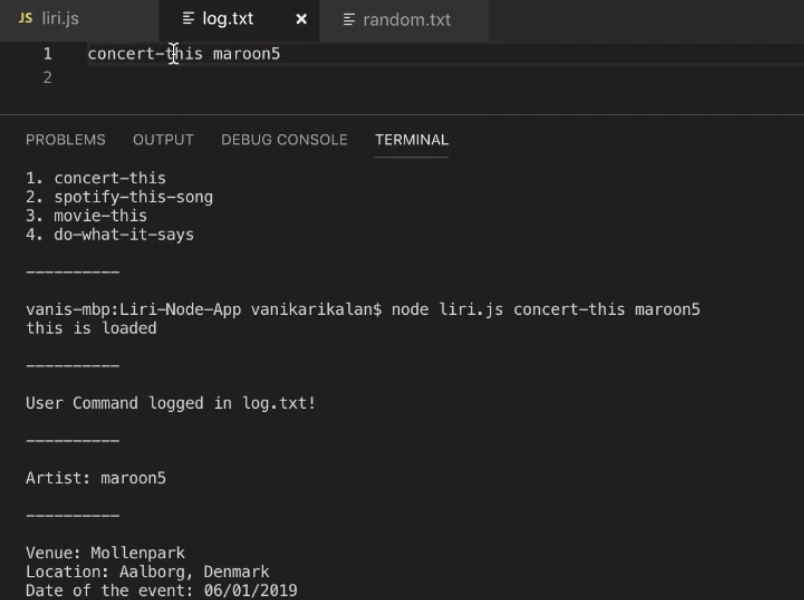 JS liri.js log.txt × random.txt
1 concert-this maroon5
2
PROBLEMS OUTPUT DEBUG CONSOLE TERMINAL
1. concert-this
2. spotify-this-song
3. movie-this
4. do-what-it-says
----------
vanis-mbp:Liri-Node-App vanikarikalan$ node liri.js concert-this maroon5
this is loaded
----------
User Command logged in log.txt!
----------
Artist: maroon5
----------
Venue: Mollenpark
Location: Aalborg, Denmark
Date of the event: 06/01/2019